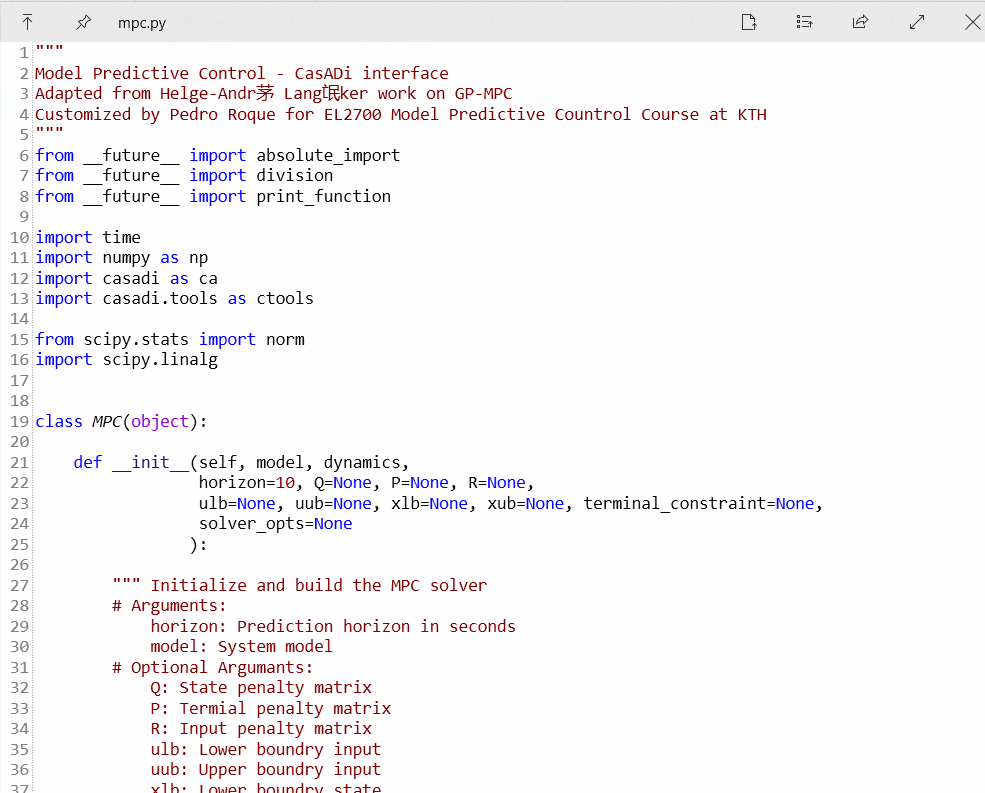 mpc.py
1 """
2 Model Predictive Control - CasADi interface
3 Adapted from Helge-Andr茅 Lang氓ker work on GP-MPC
4 Customized by Pedro Roque for EL2700 Model Predictive Countrol Course at KTH
5 """
6 from __future__ import absolute_import
7 from __future__ import division
8 from __future__ import print_function
9
10 import time
11 import numpy as np
12 import casadi as ca
13 import casadi.tools as ctools
14
15 from scipy.stats import norm
16 import scipy.linalg
17
18
19 class MPC(object):
20
21     def __init__(self, model, dynamics,
22                  horizon=10, Q=None, P=None, R=None,
23                  ulb=None, uub=None, xlb=None, xub=None, terminal_constraint=None,
24                  solver_opts=None
25                 ):
26
27         """ Initialize and build the MPC solver
28         # Arguments:
29             horizon: Prediction horizon in seconds
30             model: System model
31         # Optional Argumants:
32             Q: State penalty matrix
33             P: Termial penalty matrix
34             R: Input penalty matrix
35             ulb: Lower boundry input
36             uub: Upper boundry input
37             xlb: Lower boundry state